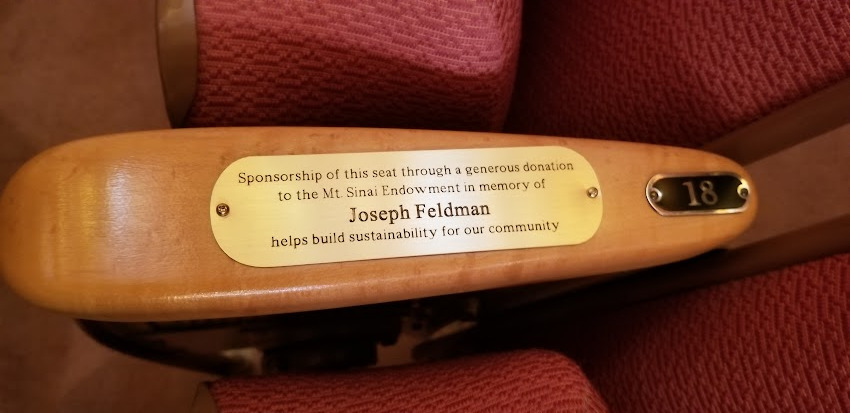 Sponsorship of this seat through a generous donation
to the Mt. Sinai Endowment in memory of
Joseph Feldman
helps build sustainability for our community
18